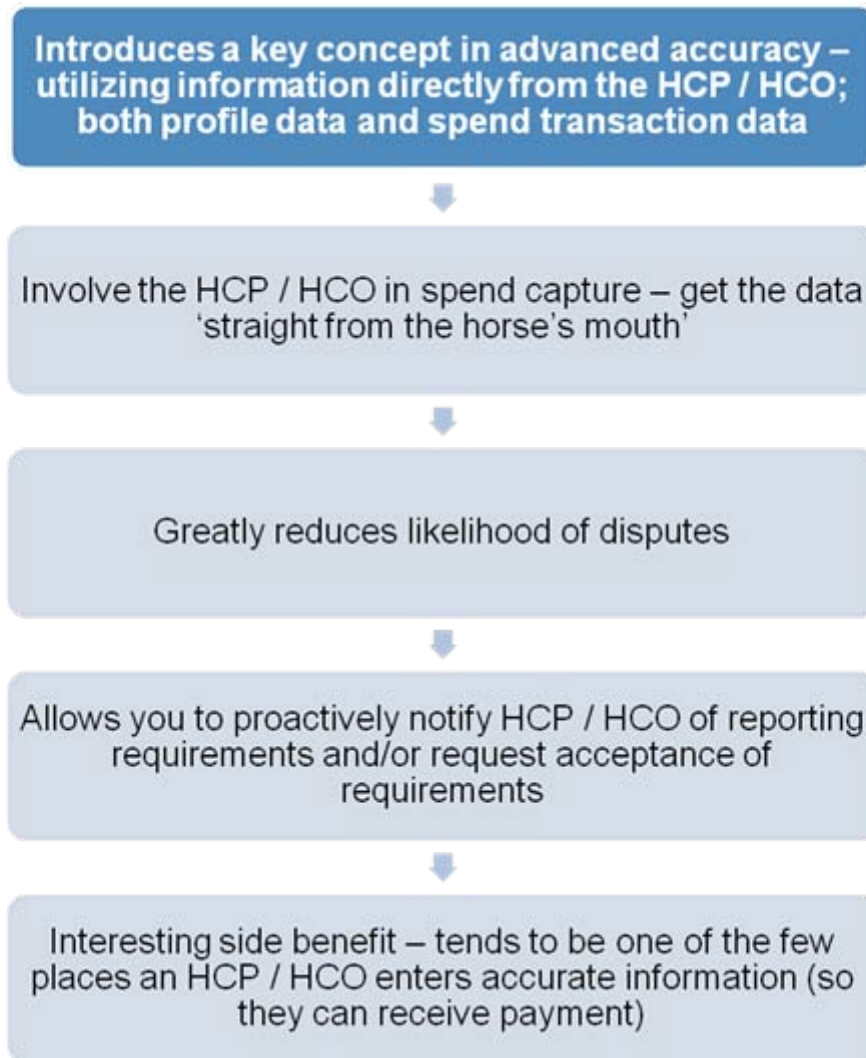 Introduces a key concept in advanced accuracy –
utilizing information directly from the HCP / HCO;
both profile data and spend transaction data
Involve the HCP / HCO in spend capture – get the data
‘straight from the horse’s mouth’
Greatly reduces likelihood of disputes
Allows you to proactively notify HCP / HCO of reporting
requirements and/or request acceptance of
requirements
Interesting side benefit – tends to be one of the few
places an HCP / HCO enters accurate information (so
they can receive payment)